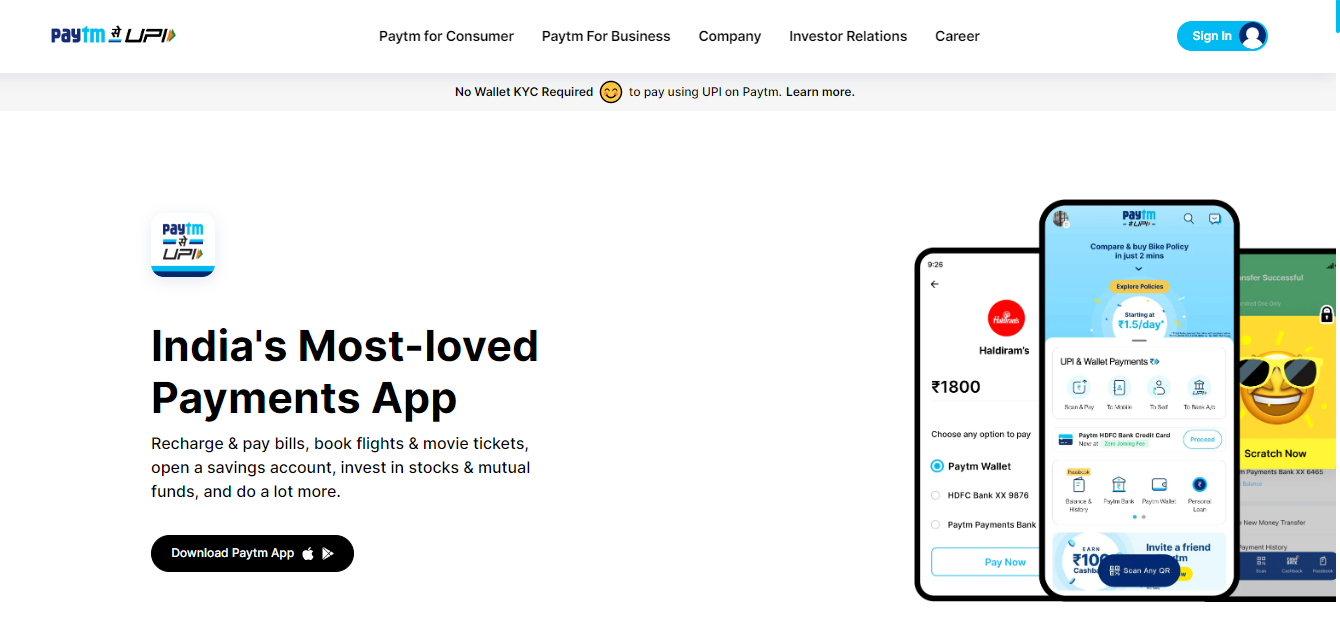 paytm से UPI
Paytm for Consumer
Paytm For Business
Company
Investor Relations
Career
Sign In
No Wallet KYC Required 😊 to pay using UPI on Paytm. Learn more.
paytm
से
UPI
India's Most-loved
Payments App
Recharge & pay bills, book flights & movie tickets,
open a savings account, invest in stocks & mutual
funds, and do a lot more.
Download Paytm App
9:26
Haldiram's
Haldiram's
₹1800
Choose any option to pay
Paytm Wallet
HDFC Bank XX 9876
Paytm Payments Bank
Pay Now
paytm
UPI
Compare & buy Bike Policy
in just 2 mins
Explore Policies
Starting at
₹1.5/day*
UPI & Wallet Payments
Scan & Pay
To Mobile
To Self
To Bank A/c
Paytm HDFC Bank Credit Card
Now at Zero Joining Fee
Proceed
Passbook
Balance &
History
Paytm Bank
Paytm Wallet
Personal
Loan
EARN
₹100
Cashb
Invite a friend
tm
Scan Any QR
nsfer Successful
Scratch Now
m Payments Bank XX 6465
Balance
New Money Transfer
Payment History
Scan
Cashback
Passbook